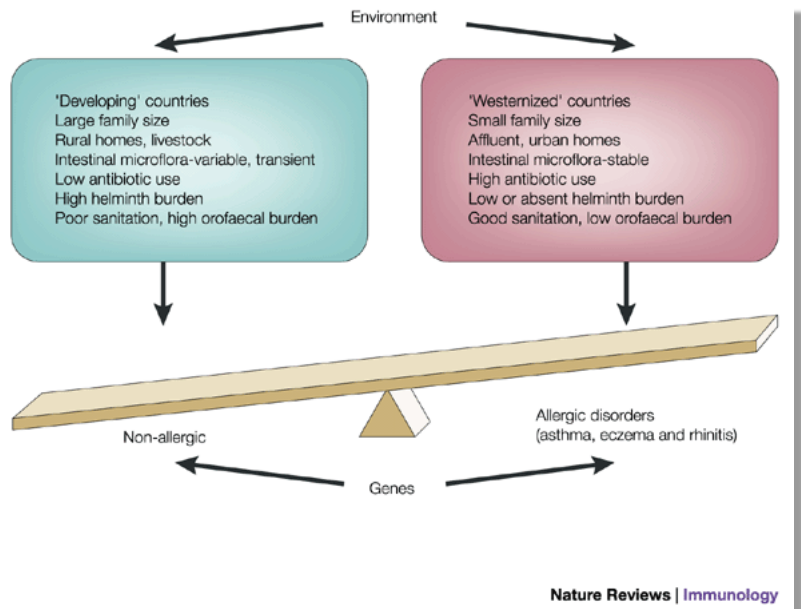 Environment
'Developing' countries
Large family size
Rural homes, livestock
Intestinal microflora-variable, transient
Low antibiotic use
High helminth burden
Poor sanitation, high orofaecal burden
'Westernized' countries
Small family size
Affluent, urban homes
Intestinal microflora-stable
High antibiotic use
Low or absent helminth burden
Good sanitation, low orofaecal burden
Non-allergic
Allergic disorders
(asthma, eczema and rhinitis)
Genes
Nature Reviews | Immunology